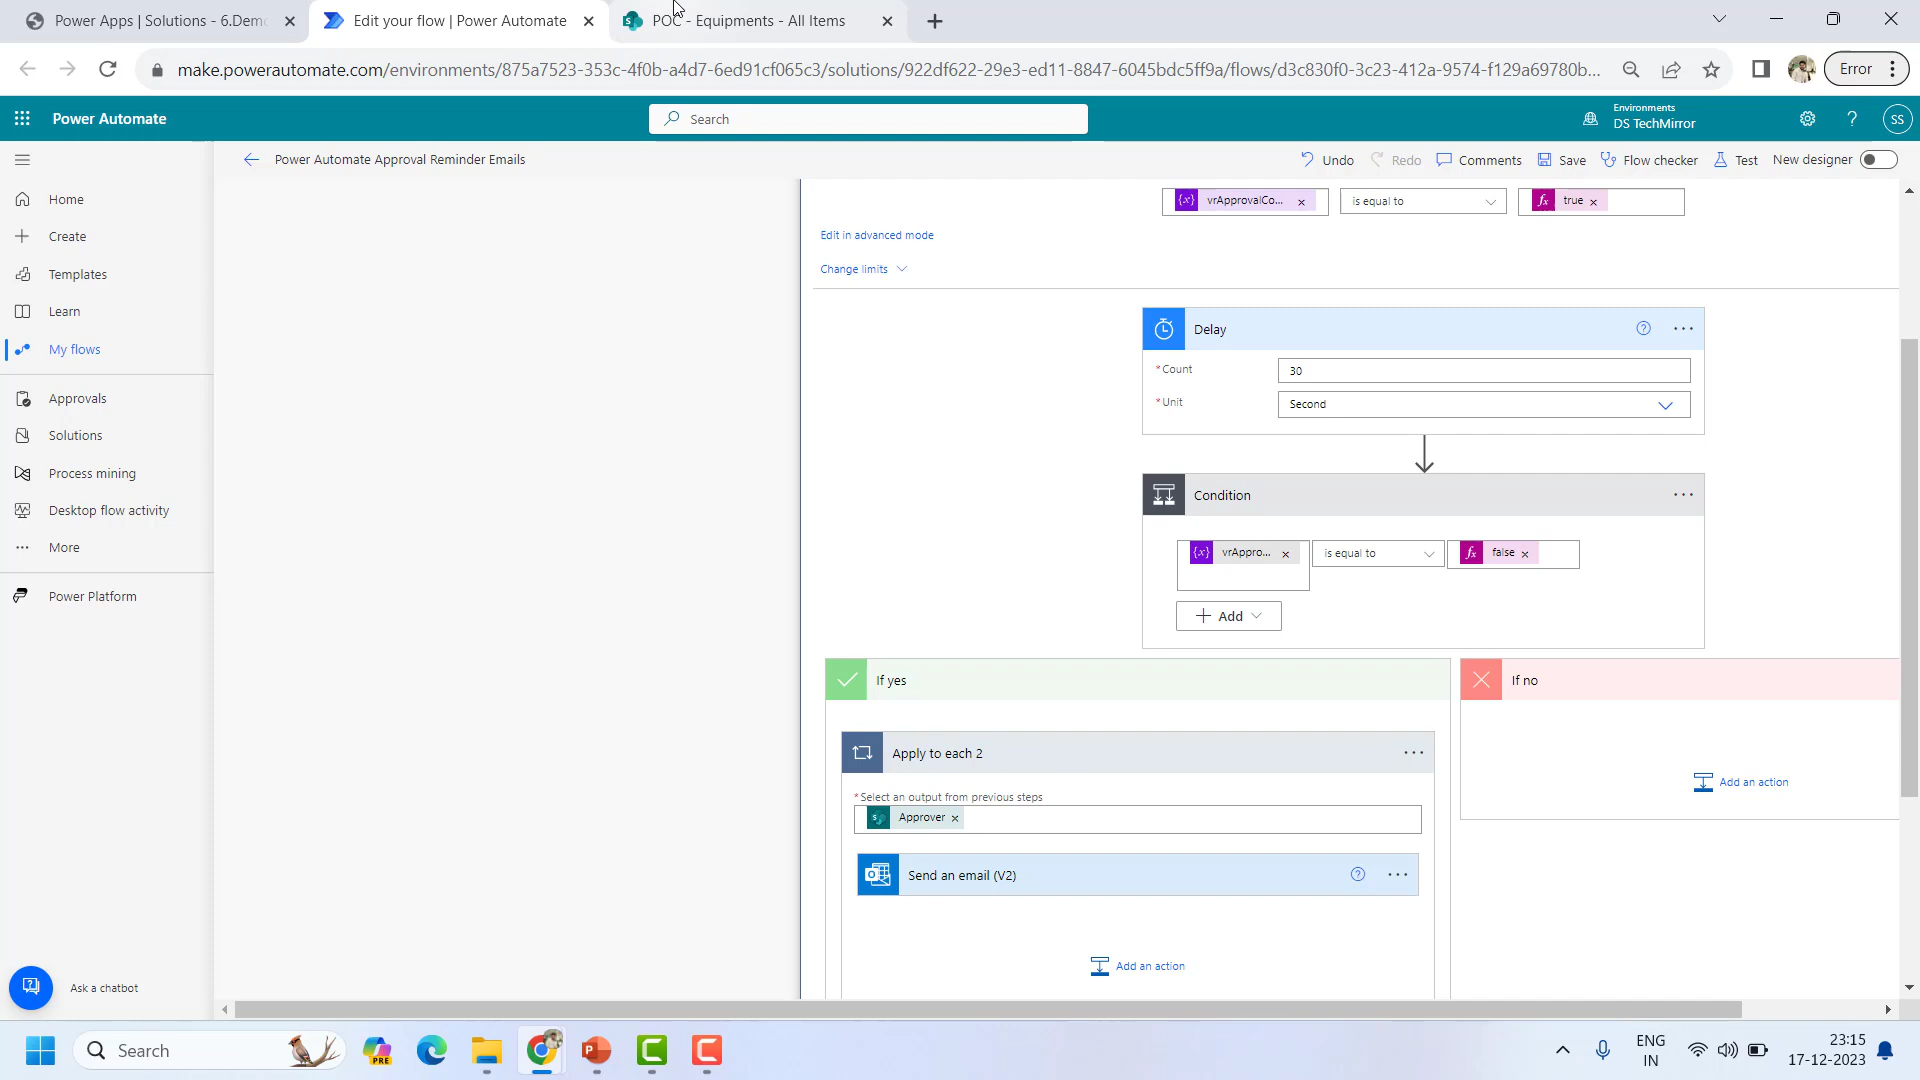 Power Apps | Solutions - 6.Demo
Edit your flow | Power Automate
POC - Equipments - All Items
make.powerautomate.com/environments/875a7523-353c-4f0b-a4d7-6ed91cf065c3/solutions/922df622-29e3-ed11-8847-6045bdc5ff9a/flows/d3c830f0-3c23-412a-9574-f129a69780b...
Error
Power Automate
Search
Environments
DS TechMirror
SS
Power Automate Approval Reminder Emails
Undo
Redo
Comments
Save
Flow checker
Test
New designer
Home
Create
Templates
Learn
My flows
Approvals
Solutions
Process mining
Desktop flow activity
More
Power Platform
Ask a chatbot
vrApprovalCo...
is equal to
true
Edit in advanced mode
Change limits
Delay
*Count
30
*Unit
Second
Condition
vrAppro...
is equal to
false
Add
If yes
If no
Apply to each 2
*Select an output from previous steps
Approver
Send an email (V2)
Add an action
Add an action
Search
PRE
ENG
IN
23:15
17-12-2023